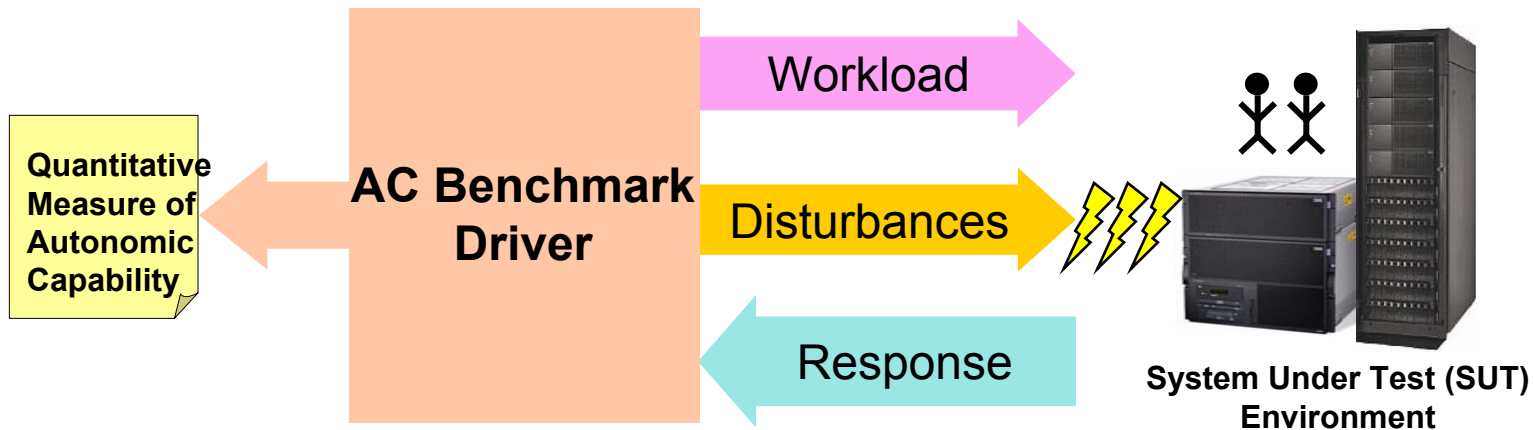 Quantitative
Measure of
Autonomic
Capability
AC Benchmark
Driver
Workload
Disturbances
Response
System Under Test (SUT)
Environment